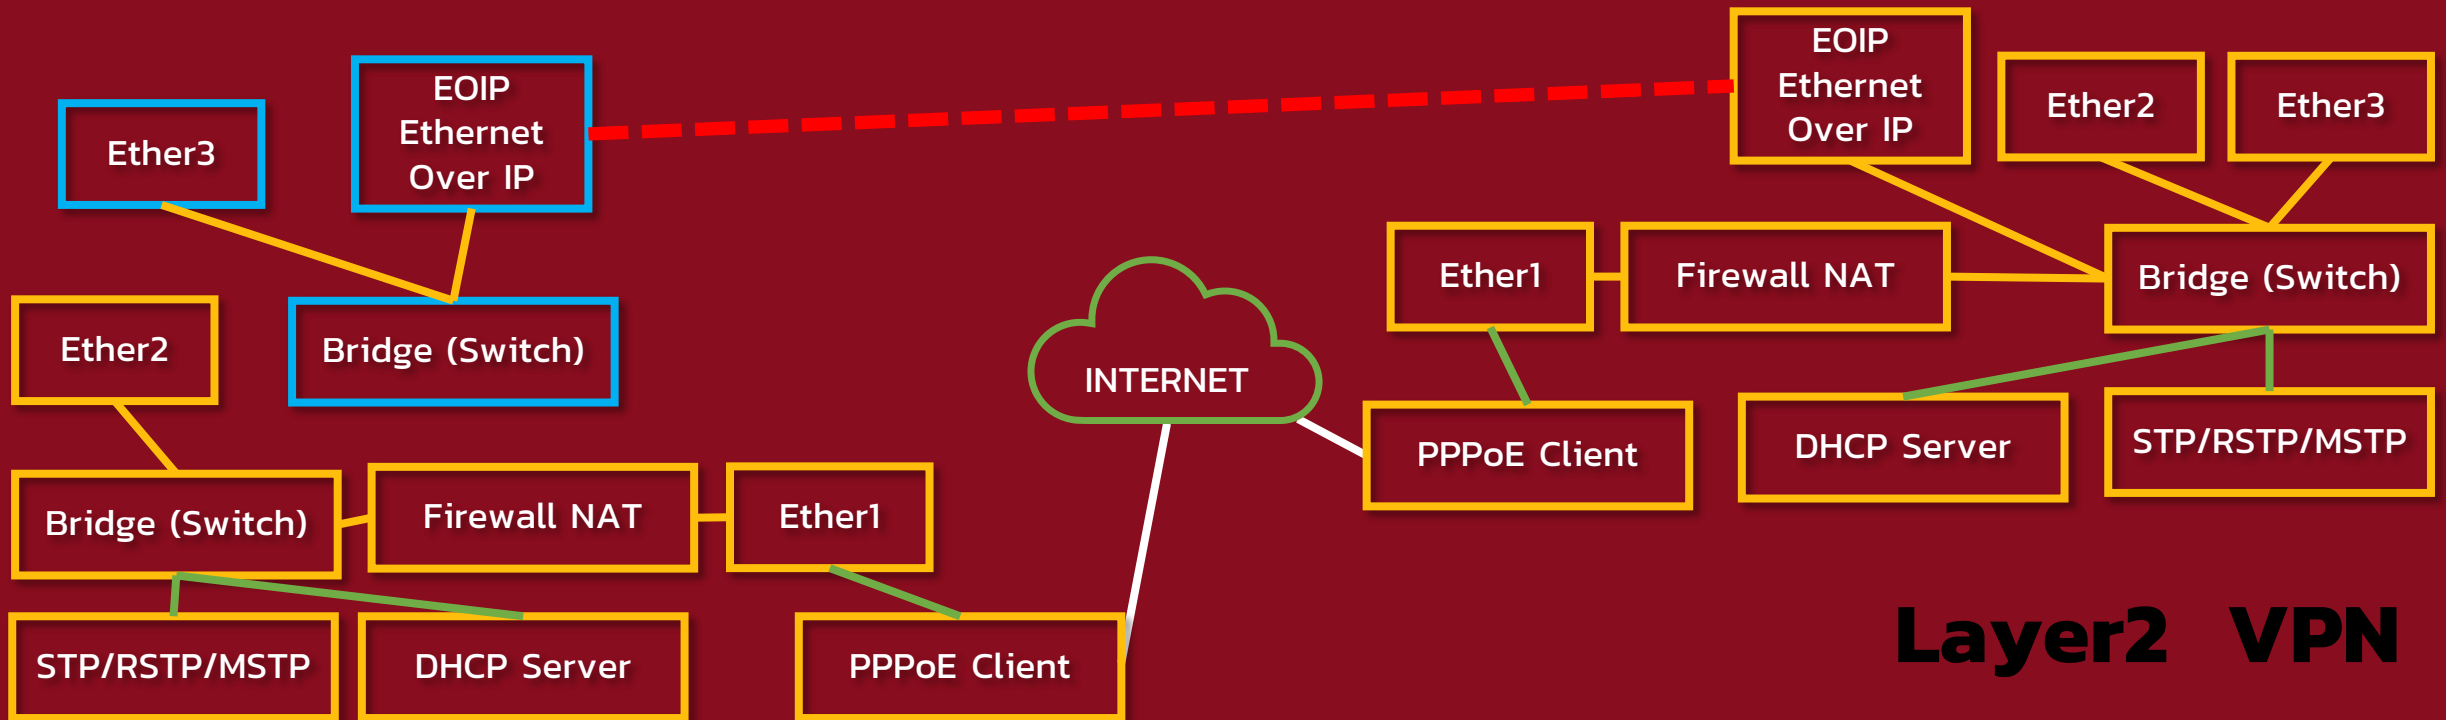 EOIP
Ethernet
Over IP
Ether3
Ether2
Bridge (Switch)
Bridge (Switch)
Firewall NAT
Ether1
STP/RSTP/MSTP
DHCP Server
PPPoE Client
INTERNET
EOIP
Ethernet
Over IP
Ether2
Ether3
Ether1
Firewall NAT
Bridge (Switch)
PPPoE Client
DHCP Server
STP/RSTP/MSTP
Layer2 VPN